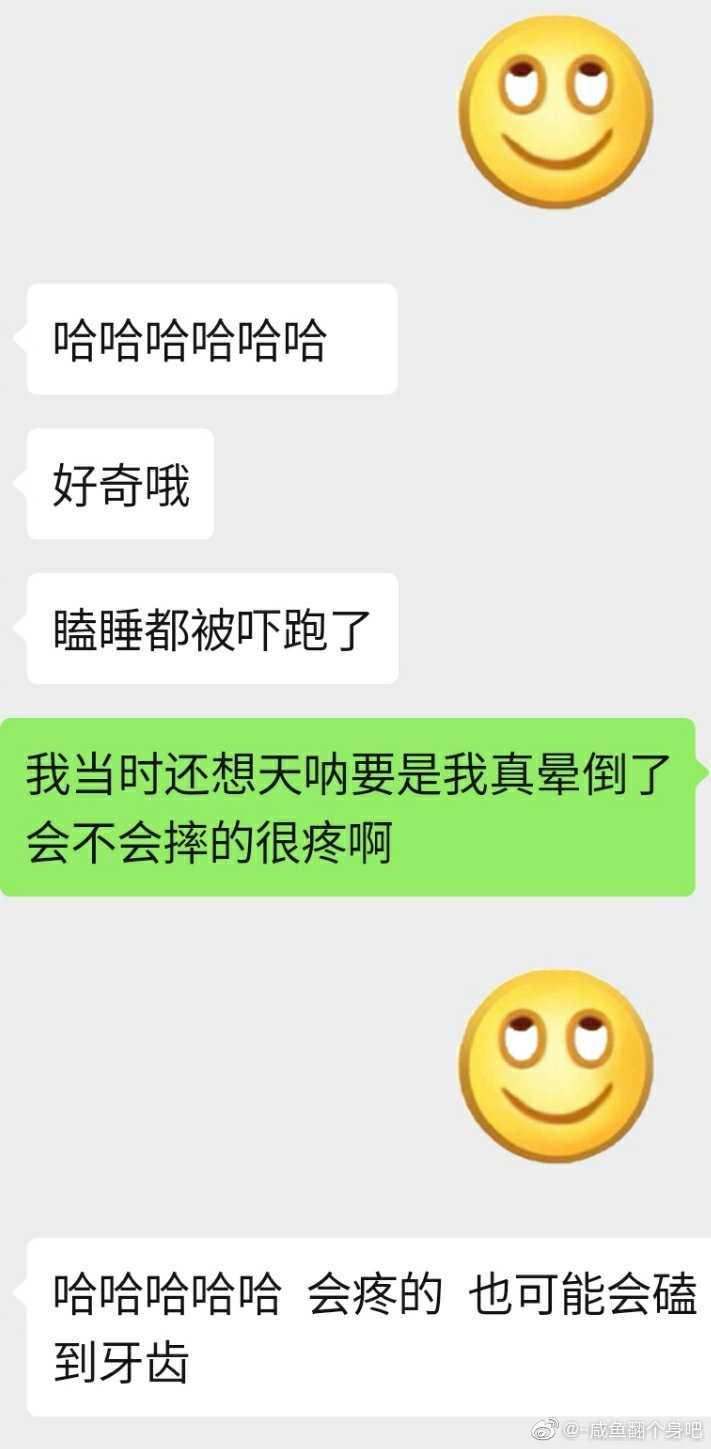 哈哈哈哈哈哈
好奇哦
瞌睡都被吓跑了
我当时还想天呐要是我真晕倒了
会不会摔的很疼啊
哈哈哈哈哈 会疼的 也可能会磕
到牙齿
@-咸鱼翻个身吧